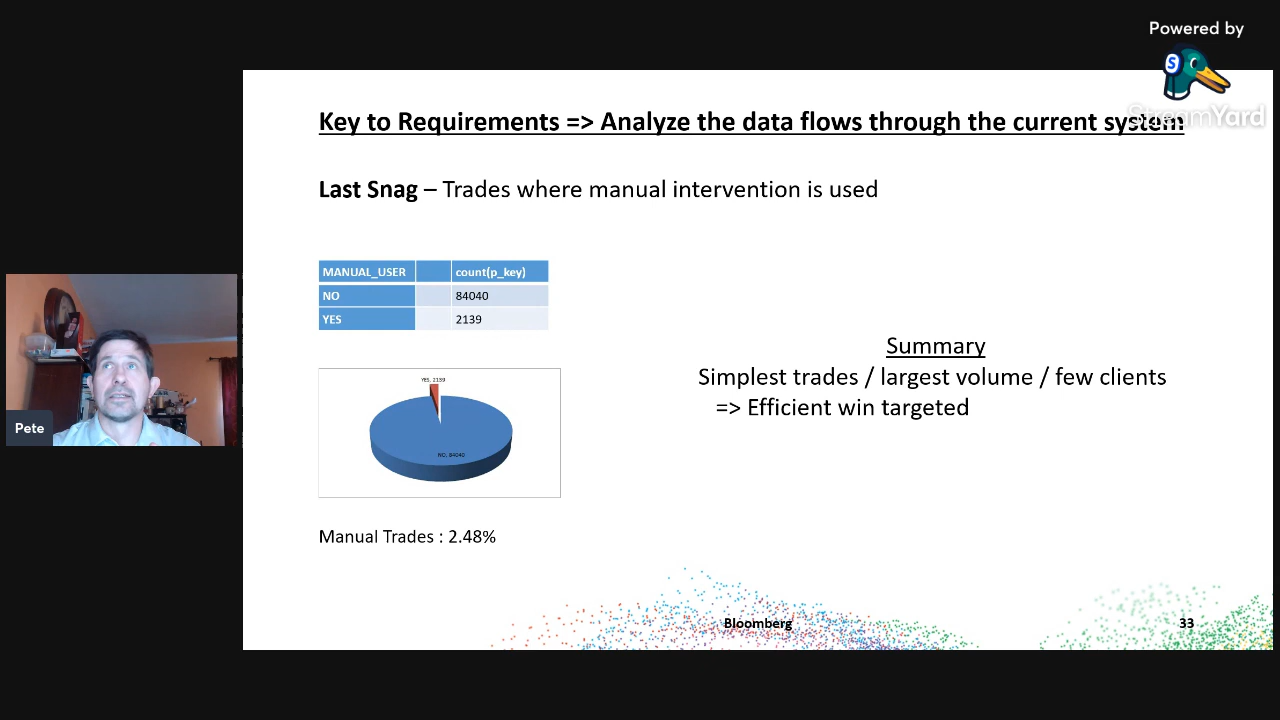 Powered by
StreamYard
Key to Requirements => Analyze the data flows through the current system
Last Snag – Trades where manual intervention is used
MANUAL_USER count(p_key)
NO 84040
YES 2139
YES, 2139
NO, 84040
Manual Trades : 2.48%
Summary
Simplest trades / largest volume / few clients
=> Efficient win targeted
Pete
Bloomberg
33